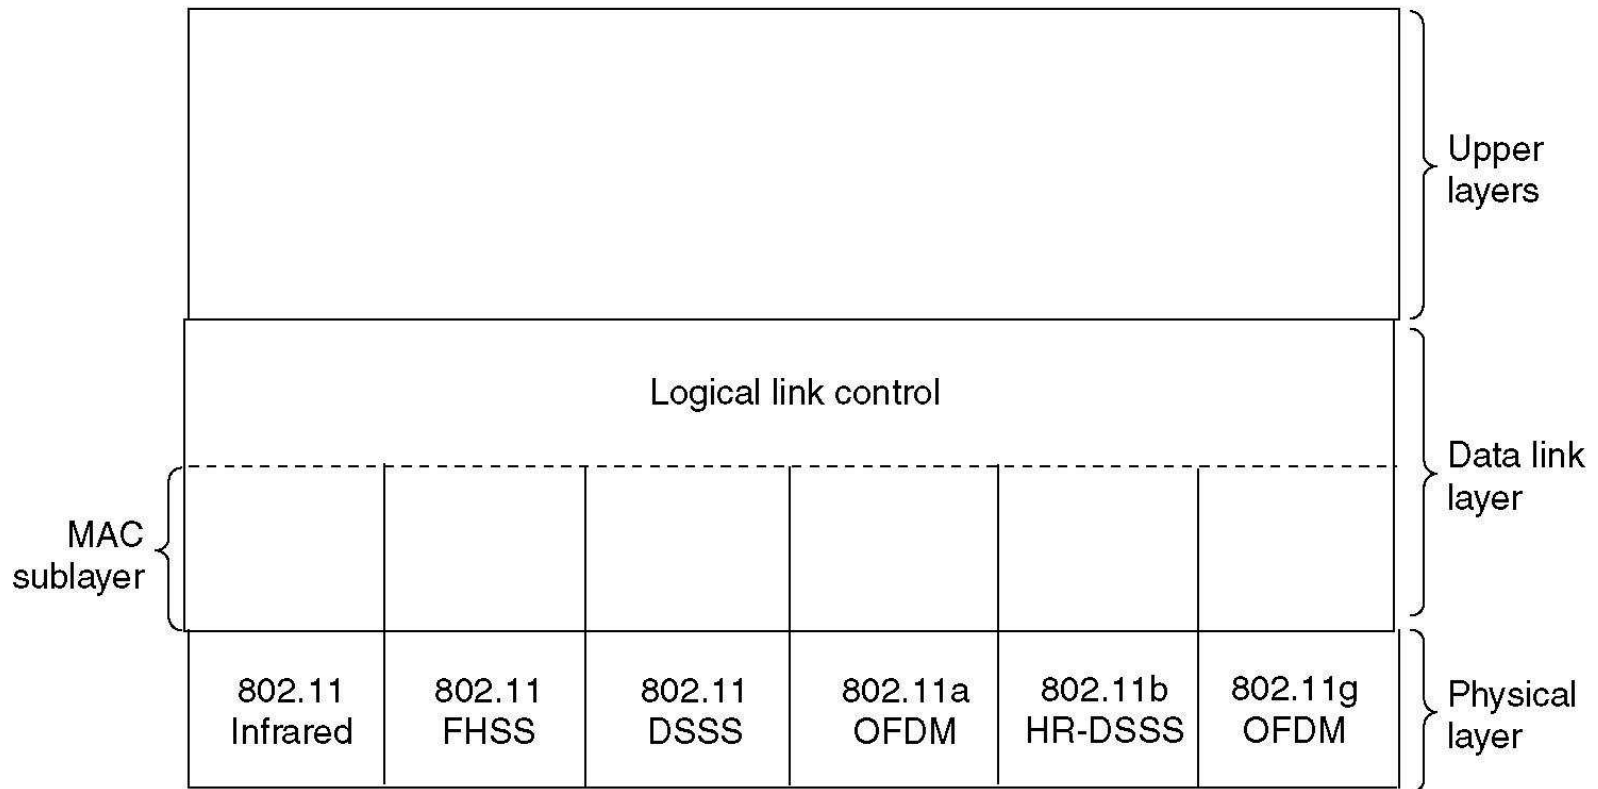 Upper
layers
Logical link control
Data link
layer
MAC
sublayer
802.11
Infrared
802.11
FHSS
802.11
DSSS
802.11a
OFDM
802.11b
HR-DSSS
802.11g
OFDM
Physical
layer